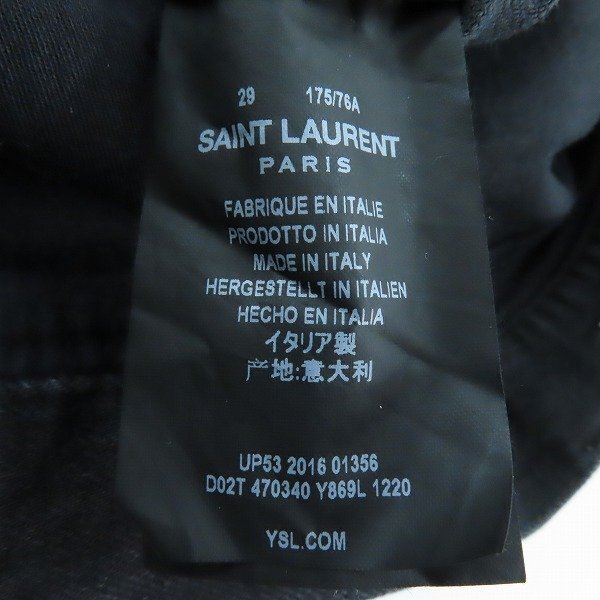 29 175/76A
SAINT LAURENT
PARIS
FABRIQUE EN ITALIE
PRODOTTO IN ITALIA
MADE IN ITALY
HERGESTELLT IN ITALIEN
HECHO EN ITALIA
イタリア製
产地:意大利
UP53 2016 01356
D02T 470340 Y869L 1220
YSL.COM